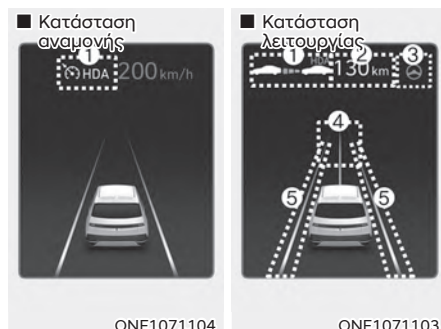 ■ Κατάσταση
αναμονής
1
HDA 200 km/h
ONE1071104
■ Κατάσταση
λειτουργίας
1 2 3
HDA
130 km
4
5 5
ONE1071103